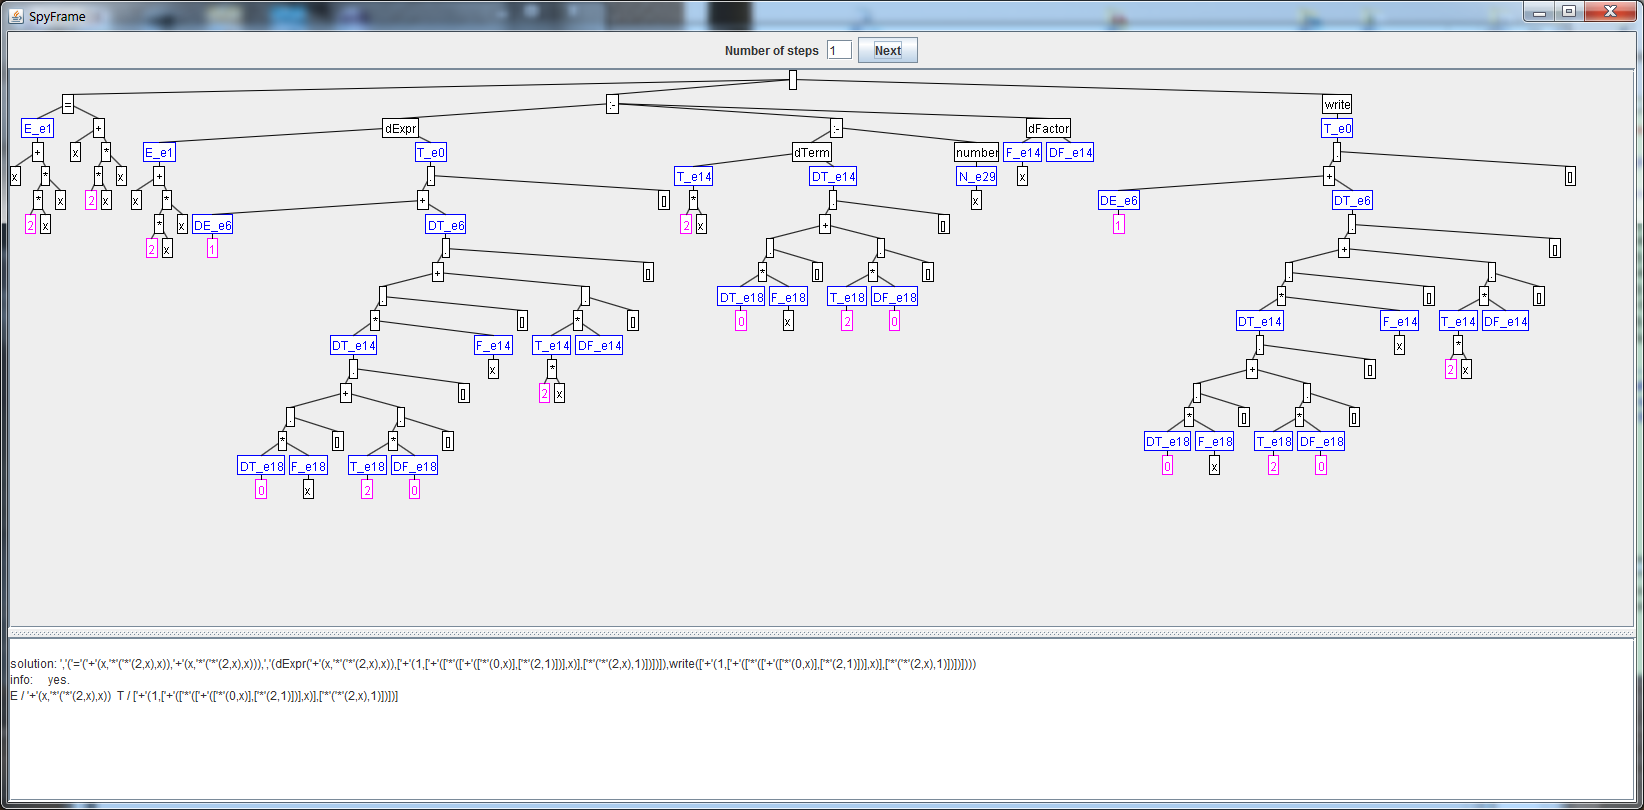 SpyFrame
Number of steps 1 Next
= :- write
E_e1 + dExpr :- dFactor T_e0
+ x * E_e1 T_e0 dTerm number F_e14 DF_e14 .
x * * x + . T_e14 DT_e14 N_e29 x + []
* x 2 x x * x + [] * . x DE_e6 DT_e6
2 x * x DE_e6 DT_e6 2 x + [] 1 .
2 x 1 . . . + []
+ [] * [] * [] . .
. . DT_e18 F_e18 T_e18 DF_e18 * [] * []
* [] * [] 0 x 2 0 DT_e14 F_e14 T_e14 DF_e14
DT_e14 F_e14 T_e14 DF_e14 . x *
. x * + [] 2 x
+ [] 2 x . .
. . * [] * []
* [] * [] DT_e18 F_e18 T_e18 DF_e18
DT_e18 F_e18 T_e18 DF_e18 0 x 2 0
0 x 2 0
solution: ','('='('+'(x,'*'('*'(2,x),x)),'+'(x,'*'('*'(2,x),x))),','(dExpr('+'(x,'*'('*'(2,x),x)),['+'(1,['+'(['*'(['+'(['*'(0,x)],['*'(2,1)])],x)],['*'('*'(2,x),1)])])]),write(['+'(1,['+'(['*'(['+'(['*'(0,x)],['*'(2,1)])],x)],['*'('*'(2,x),1)])])])))
info: yes.
E / '+'(x,'*'('*'(2,x),x)) T / ['+'(1,['+'(['*'(['+'(['*'(0,x)],['*'(2,1)])],x)],['*'('*'(2,x),1)])])]